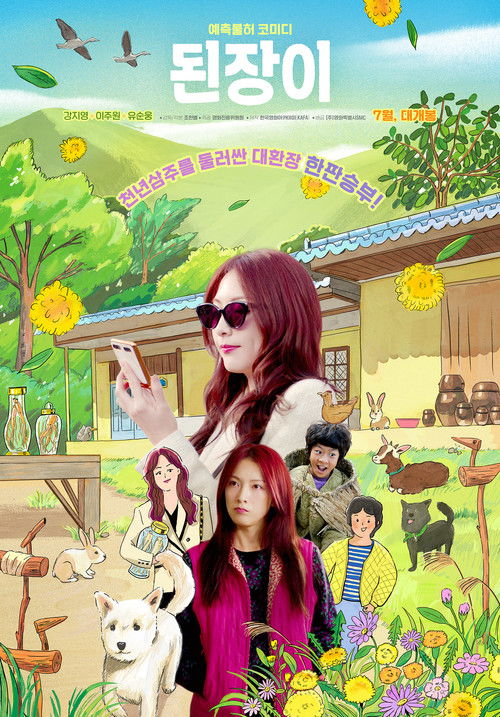 예측불허 코미디
된장이
강지영 · 이주원 · 유순웅
7월, 대개봉
천년삼주를 둘러싼 대환장 한판승부!